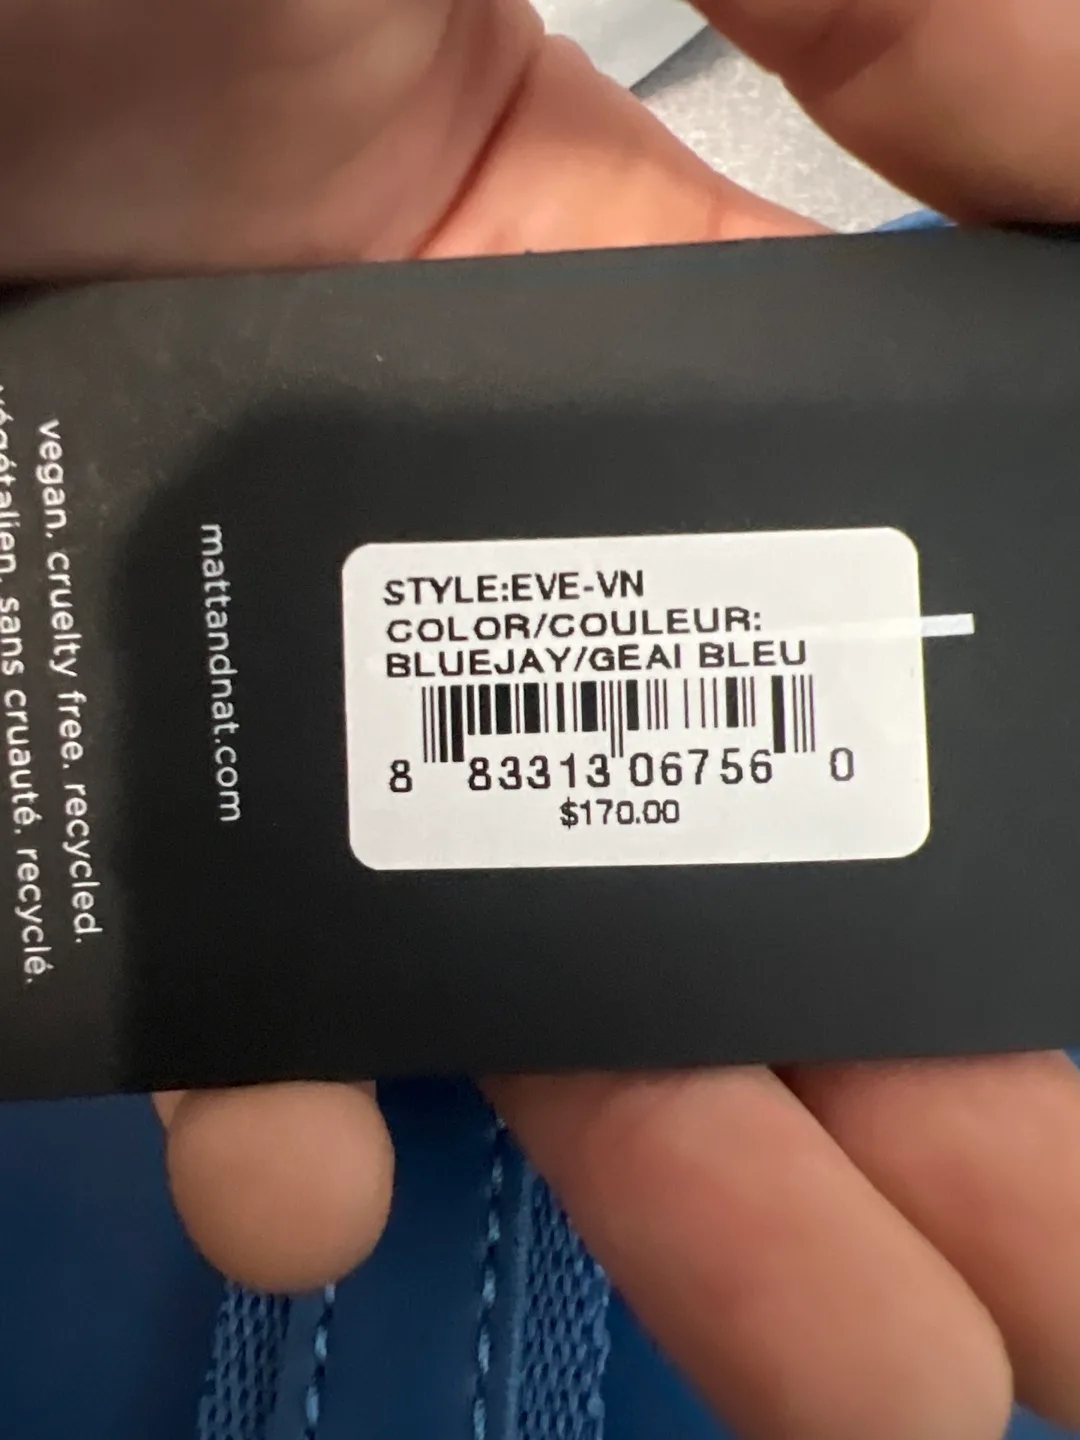 STYLE:EVE-VN
COLOR/COULEUR:
BLUEJAY/GEAI BLEU
8 83313 06756 0
$170.00
mattandnat.com
vegan. cruelty free. recycled.
végétalien. sans cruauté. recyclé.